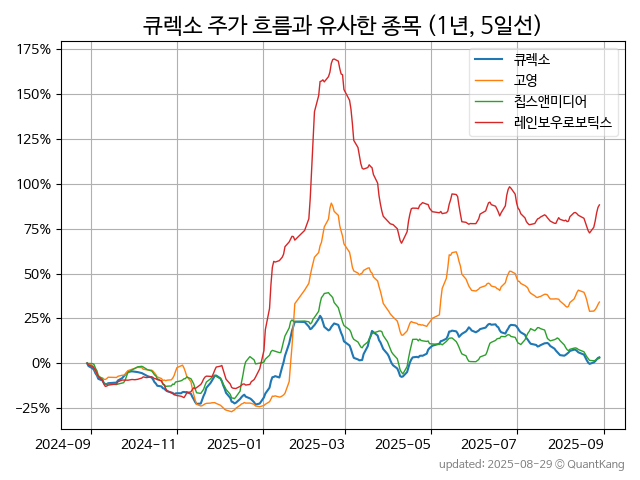 큐렉소 주가 흐름과 유사한 종목 (1년, 5일선)
175%
150%
125%
100%
75%
50%
25%
0%
−25%
큐렉소
고영
칩스앤미디어
레인보우로보틱스
2024-09 2024-11 2025-01 2025-03 2025-05 2025-07 2025-09
updated: 2025-08-29 © QuantKang